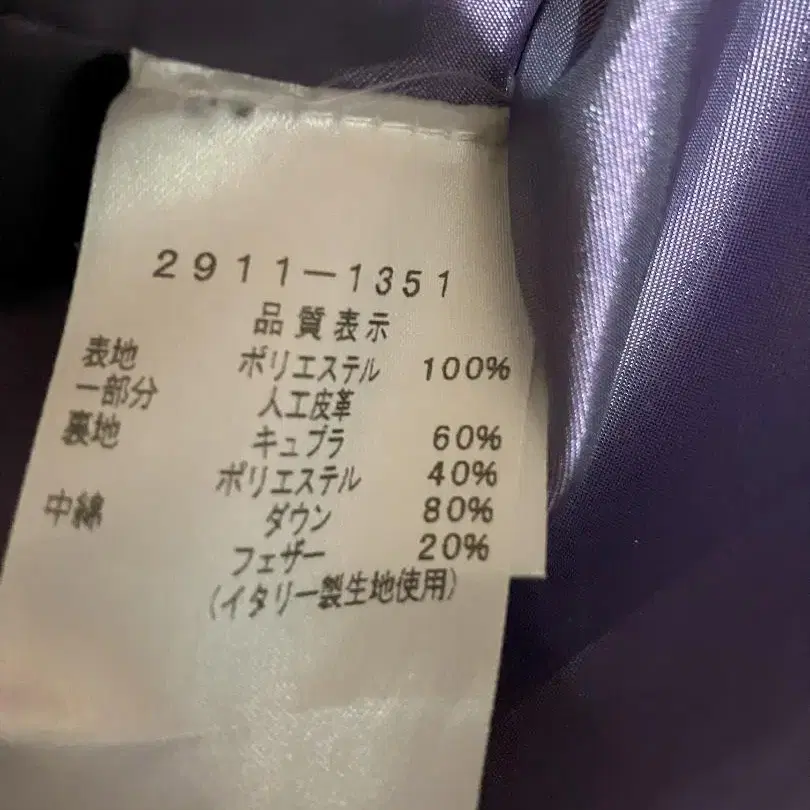 2911-1351
品質表示
表地 ポリエステル 100%
一部分 人工皮革
裏地 キュプラ 60%
ポリエステル 40%
中綿 ダウン 80%
フェザー 20%
(イタリー製生地使用)